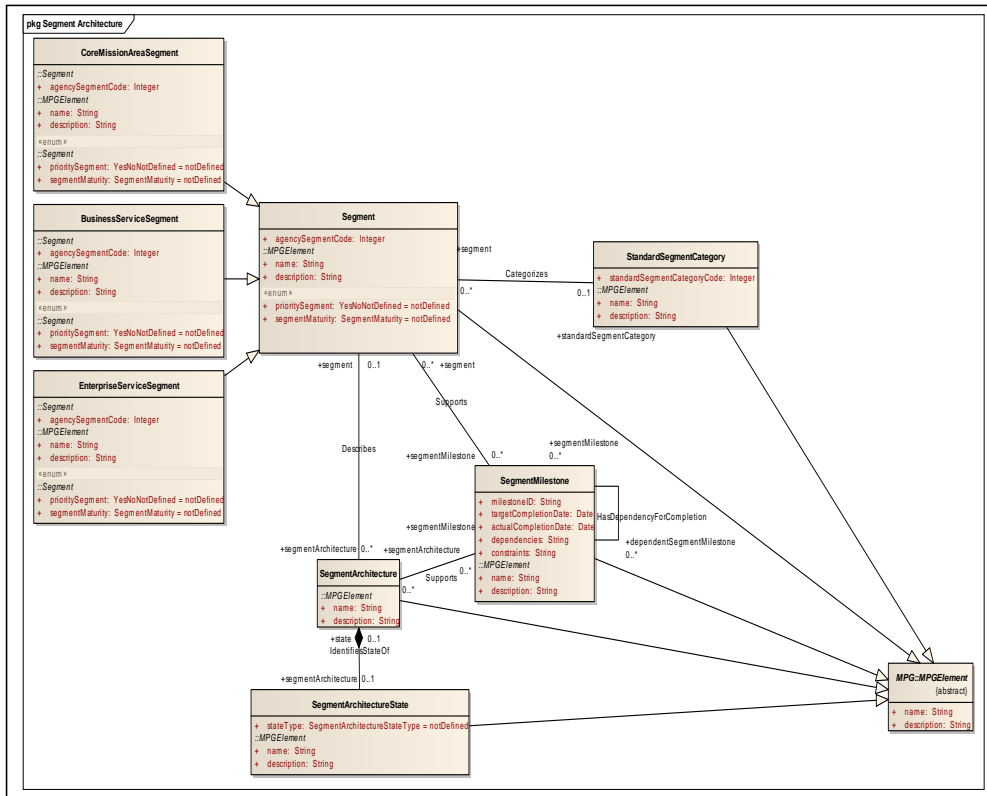 pkg Segment Architecture
CoreMissionAreaSegment
::Segment
+ agencySegmentCode: Integer
::MPGElement
+ name: String
+ description: String
«enum»
::Segment
+ prioritySegment: YesNoNotDefined = notDefined
+ segmentMaturity: SegmentMaturity = notDefined
BusinessServiceSegment
::Segment
+ agencySegmentCode: Integer
::MPGElement
+ name: String
+ description: String
«enum»
::Segment
+ prioritySegment: YesNoNotDefined = notDefined
+ segmentMaturity: SegmentMaturity = notDefined
EnterpriseServiceSegment
::Segment
+ agencySegmentCode: Integer
::MPGElement
+ name: String
+ description: String
«enum»
::Segment
+ prioritySegment: YesNoNotDefined = notDefined
+ segmentMaturity: SegmentMaturity = notDefined
Segment
+ agencySegmentCode: Integer
::MPGElement
+ name: String
+ description: String
«enum»
+ prioritySegment: YesNoNotDefined = notDefined
+ segmentMaturity: SegmentMaturity = notDefined
+segment
0..*
Categorizes
0..1
+standardSegmentCategory
StandardSegmentCategory
+ standardSegmentCategoryCode: Integer
::MPGElement
+ name: String
+ description: String
+segment 0..1
0..* +segment
Supports
Describes
+segmentMilestone 0..*
+segmentMilestone
0..*
SegmentMilestone
+ milestoneID: String
+ targetCompletionDate: Date
+ actualCompletionDate: Date
+ dependencies: String
+ constraints: String
::MPGElement
+ name: String
+ description: String
HasDependencyForCompletion
+dependentSegmentMilestone
0..*
+segmentMilestone
0..*
+segmentArchitecture
Supports
0..*
+segmentArchitecture 0..*
SegmentArchitecture
::MPGElement
+ name: String
+ description: String
+state 0..1
IdentifiesStateOf
+segmentArchitecture 0..1
SegmentArchitectureState
+ stateType: SegmentArchitectureStateType = notDefined
::MPGElement
+ name: String
+ description: String
MPG::MPGElement
{abstract}
+ name: String
+ description: String